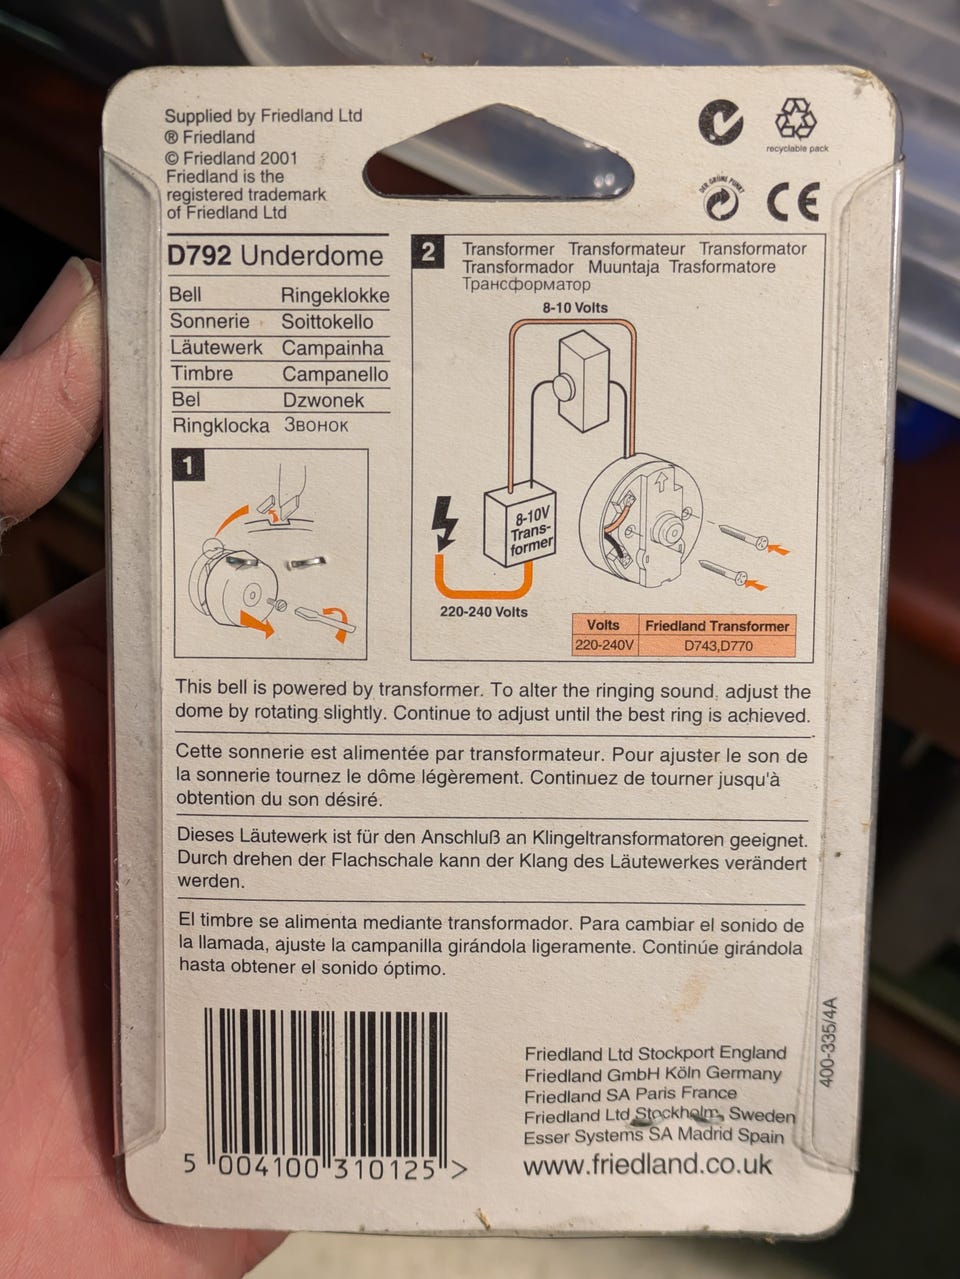 Supplied by Friedland Ltd
® Friedland
© Friedland 2001
Friedland is the
registered trademark
of Friedland Ltd
recyclable pack
DER GRÜNE PUNKT
CE
D792 Underdome
Bell Ringeklokke
Sonnerie Soittokello
Läutewerk Campainha
Timbre Campanello
Bel Dzwonek
Ringklocka Звонок
1
2 Transformer Transformateur Transformator
Transformador Muuntaja Trasformatore
Трансформатор
8-10 Volts
8-10V
Trans-
former
220-240 Volts
Volts Friedland Transformer
220-240V D743,D770
This bell is powered by transformer. To alter the ringing sound, adjust the
dome by rotating slightly. Continue to adjust until the best ring is achieved.
Cette sonnerie est alimentée par transformateur. Pour ajuster le son de
la sonnerie tournez le dôme légèrement. Continuez de tourner jusqu'à
obtention du son désiré.
Dieses Läutewerk ist für den Anschluß an Klingeltransformatoren geeignet.
Durch drehen der Flachschale kann der Klang des Läutewerkes verändert
werden.
El timbre se alimenta mediante transformador. Para cambiar el sonido de
la llamada, ajuste la campanilla girándola ligeramente. Continúe girándola
hasta obtener el sonido óptimo.
5 004100 310125 >
Friedland Ltd Stockport England
Friedland GmbH Köln Germany
Friedland SA Paris France
Friedland Ltd Stockholm, Sweden
Esser Systems SA Madrid Spain
www.friedland.co.uk
400-335/4A